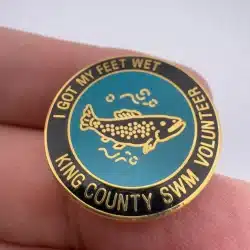 I GOT MY FEET WET
KING COUNTY SWM VOLUNTEER